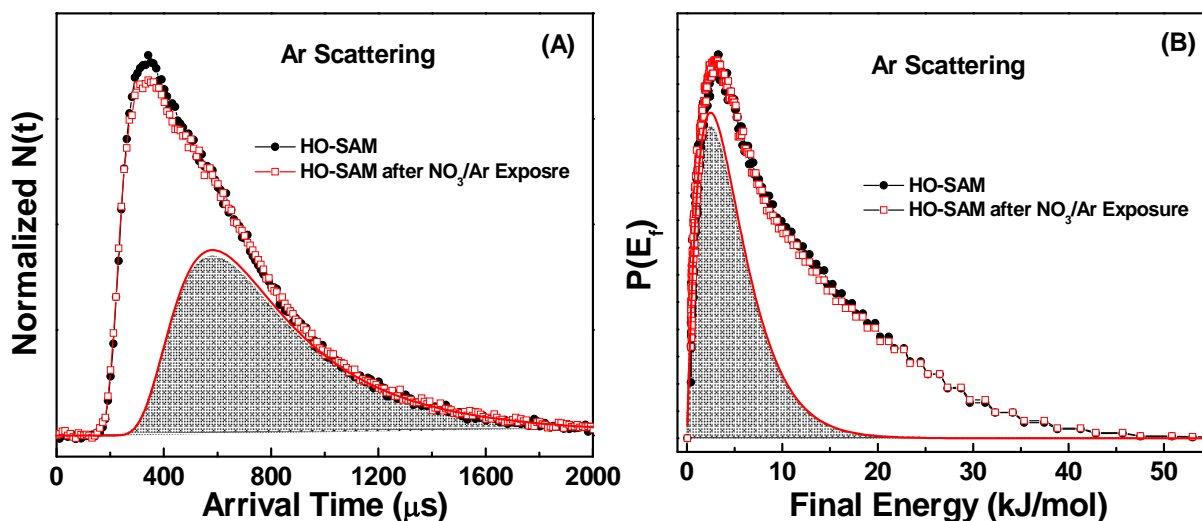 (A)
Ar Scattering
HO-SAM
HO-SAM after NO3/Ar Exposre
Normalized N(t)
0 400 800 1200 1600 2000
Arrival Time (μs)
(B)
Ar Scattering
HO-SAM
HO-SAM after NO3/Ar Exposure
P(Ef)
0 10 20 30 40 50
Final Energy (kJ/mol)